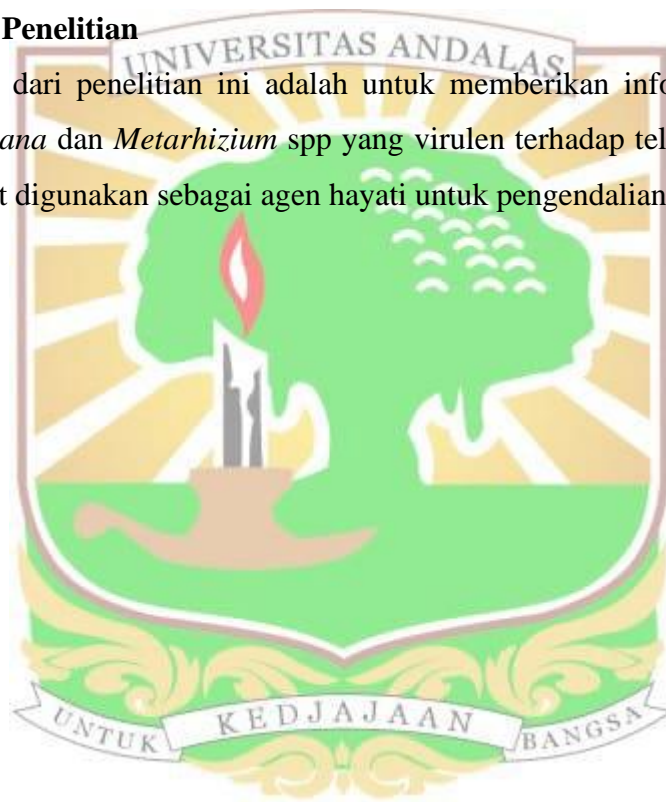 Penelitian
UNIVERSITAS ANDALAS
dari penelitian ini adalah untuk memberikan info
ana dan Metarhizium spp yang virulen terhadap tel
t digunakan sebagai agen hayati untuk pengendalian
UNTUK KEDJAJAAN BANGSA